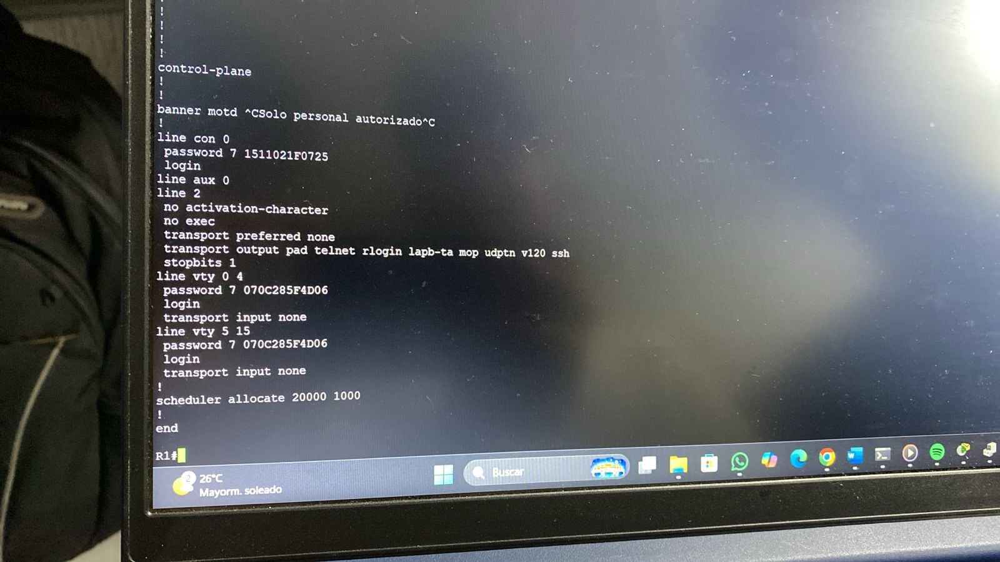 !
!
!
!
!
control-plane
!
!
banner motd ^CSolo personal autorizado^C
!
line con 0
 password 7 1511021F0725
 login
line aux 0
line 2
 no activation-character
 no exec
 transport preferred none
 transport output pad telnet rlogin lapb-ta mop udptn v120 ssh
 stopbits 1
line vty 0 4
 password 7 070C285F4D06
 login
 transport input none
line vty 5 15
 password 7 070C285F4D06
 login
 transport input none
!
scheduler allocate 20000 1000
!
end
R1#
2
26°C
Mayorm. soleado
Buscar